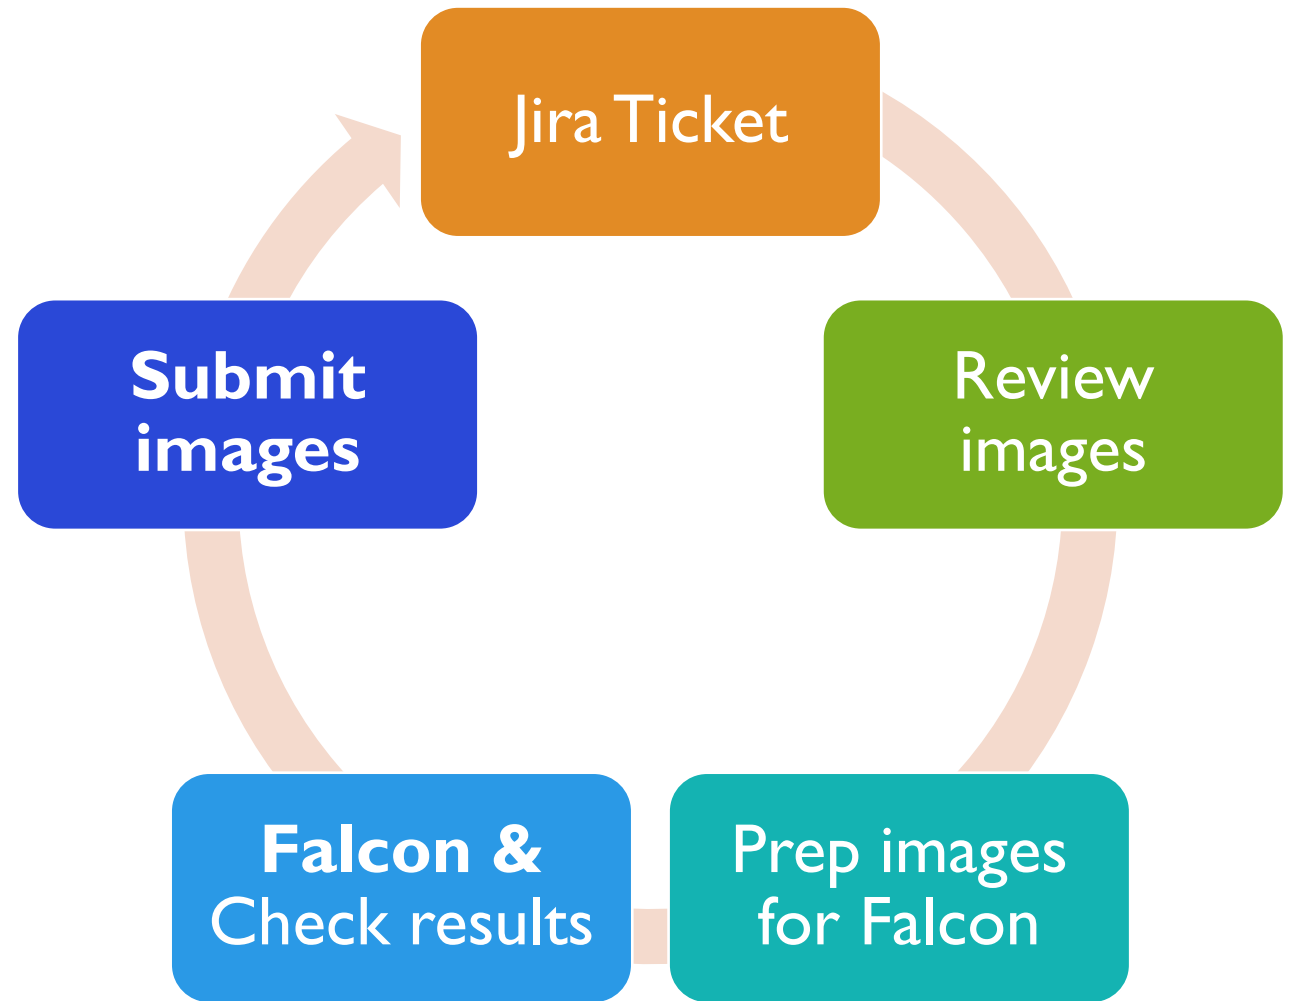 Jira Ticket
Review
images
Prep images
for Falcon
Falcon &
Check results
Submit
images